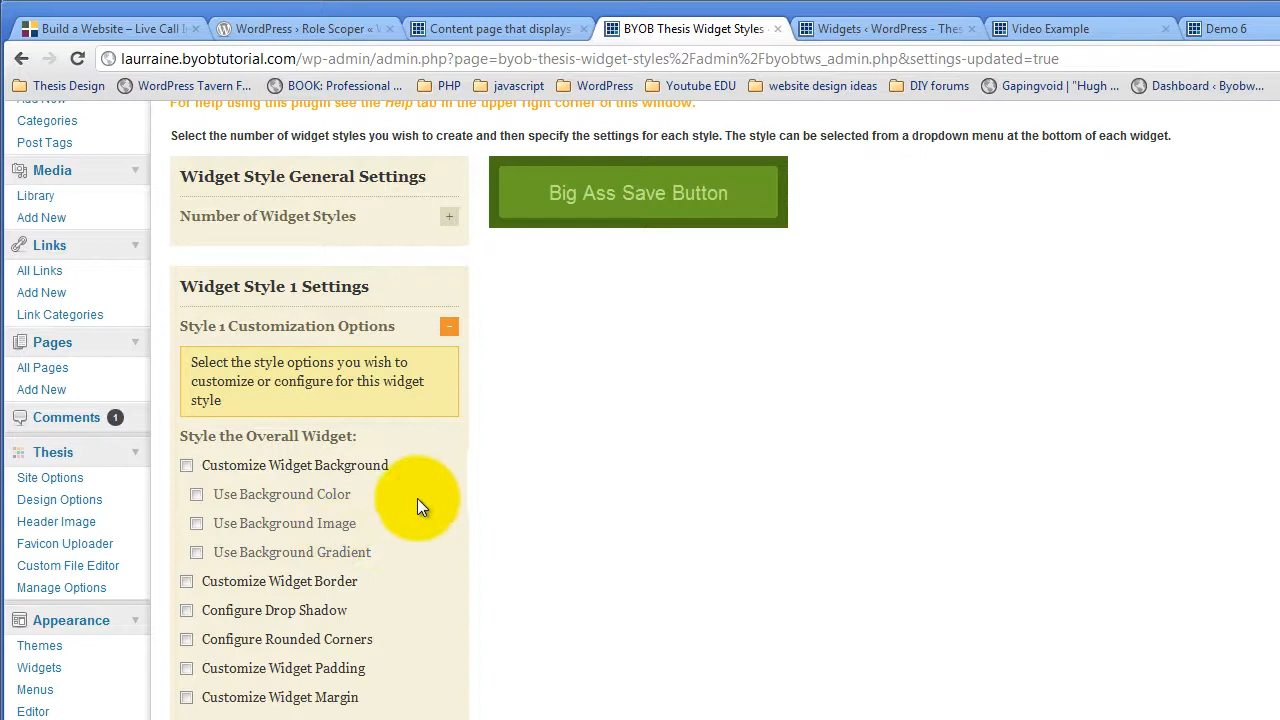 Build a Website – Live Call I
WordPress › Role Scoper « W
Content page that displays
BYOB Thesis Widget Styles
Widgets ‹ WordPress - Thes
Video Example
Demo 6
laurraine.byobtutorial.com/wp-admin/admin.php?page=byob-thesis-widget-styles%2Fadmin%2Fbyobtws_admin.php&settings-updated=true
Thesis Design
WordPress Tavern F...
BOOK: Professional ...
PHP
javascript
WordPress
Youtube EDU
website design ideas
DIY forums
Gapingvoid | "Hugh ...
Dashboard ‹ Byobw...
Add New
Categories
Post Tags
Media
Library
Add New
Links
All Links
Add New
Link Categories
Pages
All Pages
Add New
Comments 1
Thesis
Site Options
Design Options
Header Image
Favicon Uploader
Custom File Editor
Manage Options
Appearance
Themes
Widgets
Menus
Editor
For help using this plugin see the Help tab in the upper right corner of this window.
Select the number of widget styles you wish to create and then specify the settings for each style. The style can be selected from a dropdown menu at the bottom of each widget.
Widget Style General Settings
Number of Widget Styles +
Big Ass Save Button
Widget Style 1 Settings
Style 1 Customization Options -
Select the style options you wish to
customize or configure for this widget
style
Style the Overall Widget:
Customize Widget Background
Use Background Color
Use Background Image
Use Background Gradient
Customize Widget Border
Configure Drop Shadow
Configure Rounded Corners
Customize Widget Padding
Customize Widget Margin